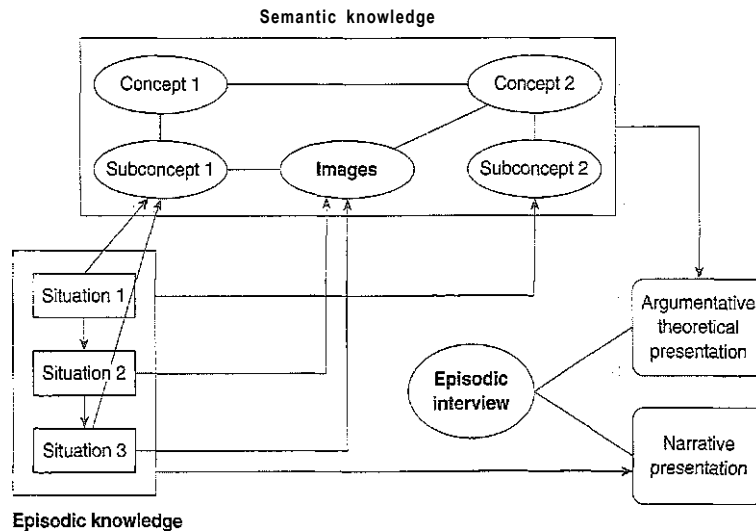 Semantic knowledge
Concept 1
Concept 2
Subconcept 1
Images
Subconcept 2
Situation 1
Situation 2
Situation 3
Episodic knowledge
Episodic
interview
Argumentative-
theoretical
presentation
Narrative
presentation